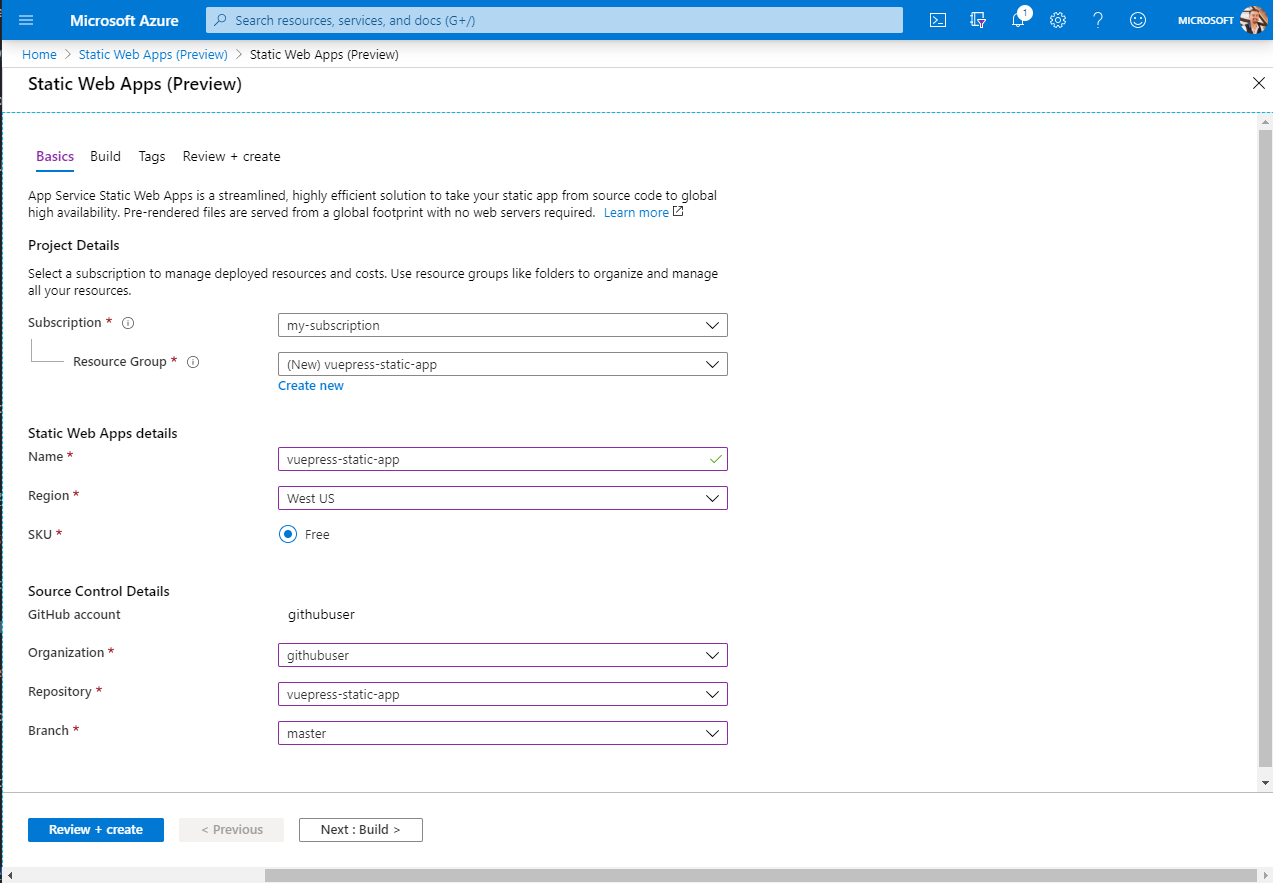 Microsoft Azure
Search resources, services, and docs (G+/)
1
MICROSOFT
Home > Static Web Apps (Preview) > Static Web Apps (Preview)
Static Web Apps (Preview)
Basics Build Tags Review + create
App Service Static Web Apps is a streamlined, highly efficient solution to take your static app from source code to global
high availability. Pre-rendered files are served from a global footprint with no web servers required. Learn more
Project Details
Select a subscription to manage deployed resources and costs. Use resource groups like folders to organize and manage
all your resources.
Subscription *
my-subscription
Resource Group *
(New) vuepress-static-app
Create new
Static Web Apps details
Name *
vuepress-static-app
Region *
West US
SKU *
Free
Source Control Details
GitHub account
githubuser
Organization *
githubuser
Repository *
vuepress-static-app
Branch *
master
Review + create
< Previous
Next : Build >